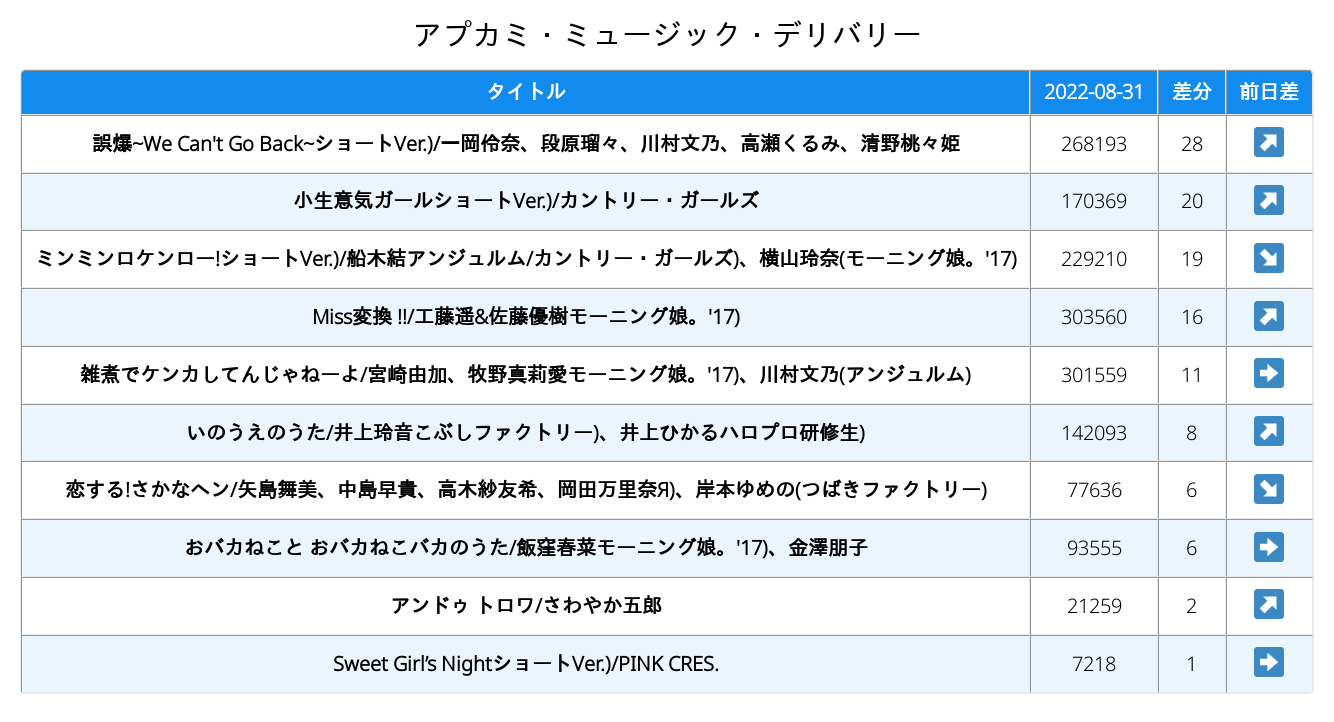 アプカミ・ミュージック・デリバリー
タイトル 2022-08-31 差分 前日差
誤爆~We Can't Go Back~ショートVer.)/一岡伶奈、段原瑠々、川村文乃、高瀬くるみ、清野桃々姫 268193 28 ↗
小生意気ガールショートVer.)/カントリー・ガールズ 170369 20 ↗
ミンミンロケンロー!ショートVer.)/船木結アンジュルム/カントリー・ガールズ)、横山玲奈(モーニング娘。'17) 229210 19 ↘
Miss変換 !!/工藤遥&佐藤優樹モーニング娘。'17) 303560 16 ↗
雑煮でケンカしてんじゃねーよ/宮崎由加、牧野真莉愛モーニング娘。'17)、川村文乃(アンジュルム) 301559 11 ➡
いのうえのうた/井上玲音こぶしファクトリー)、井上ひかるハロプロ研修生) 142093 8 ↗
恋する!さかなヘン/矢島舞美、中島早貴、高木紗友希、岡田万里奈Я)、岸本ゆめの(つばきファクトリー) 77636 6 ↘
おバカねこと おバカねこバカのうた/飯窪春菜モーニング娘。'17)、金澤朋子 93555 6 ➡
アンドゥ トロワ/さわやか五郎 21259 2 ↗
Sweet Girl’s NightショートVer.)/PINK CRES. 7218 1 ➡